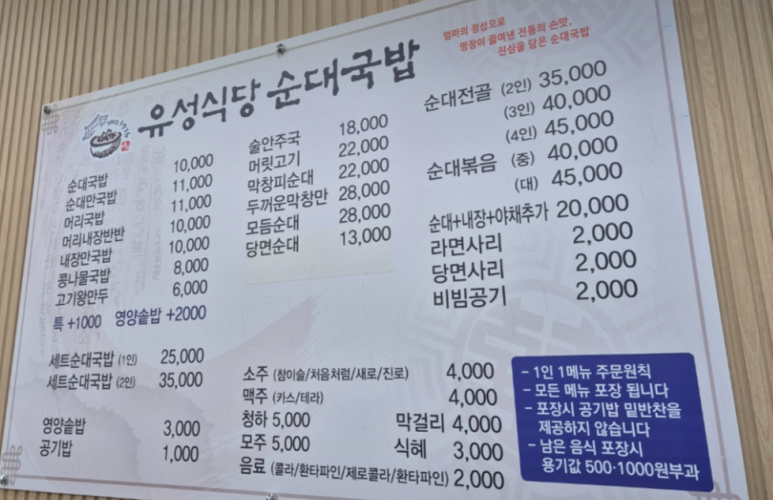 엄마의 정성으로
명장이 끓여낸 전통의 손맛,
진심을 담은 순대국밥
유성식당 순대국밥
순대국밥 10,000
순대만국밥 11,000
머리국밥 11,000
머리내장반반 10,000
내장만국밥 10,000
콩나물국밥 8,000
고기왕만두 6,000
특 +1000 영양솥밥 +2000
세트순대국밥 (1인) 25,000
세트순대국밥 (2인) 35,000
영양솥밥 3,000
공기밥 1,000
술안주국 18,000
머릿고기 22,000
막창피순대 22,000
두꺼운막창만 28,000
모듬순대 28,000
당면순대 13,000
순대전골 (2인) 35,000
(3인) 40,000
(4인) 45,000
순대볶음 (중) 40,000
(대) 45,000
순대+내장+야채추가 20,000
라면사리 2,000
당면사리 2,000
비빔공기 2,000
소주 (참이슬/처음처럼/새로/진로) 4,000
맥주 (카스/테라) 4,000
청하 5,000 막걸리 4,000
모주 5,000 식혜 3,000
음료 (콜라/환타파인/제로콜라/환타파인) 2,000
- 1인 1메뉴 주문원칙
- 모든 메뉴 포장 됩니다
- 포장시 공기밥 밑반찬을
제공하지 않습니다
- 남은 음식 포장시
용기값 500·1000원부과